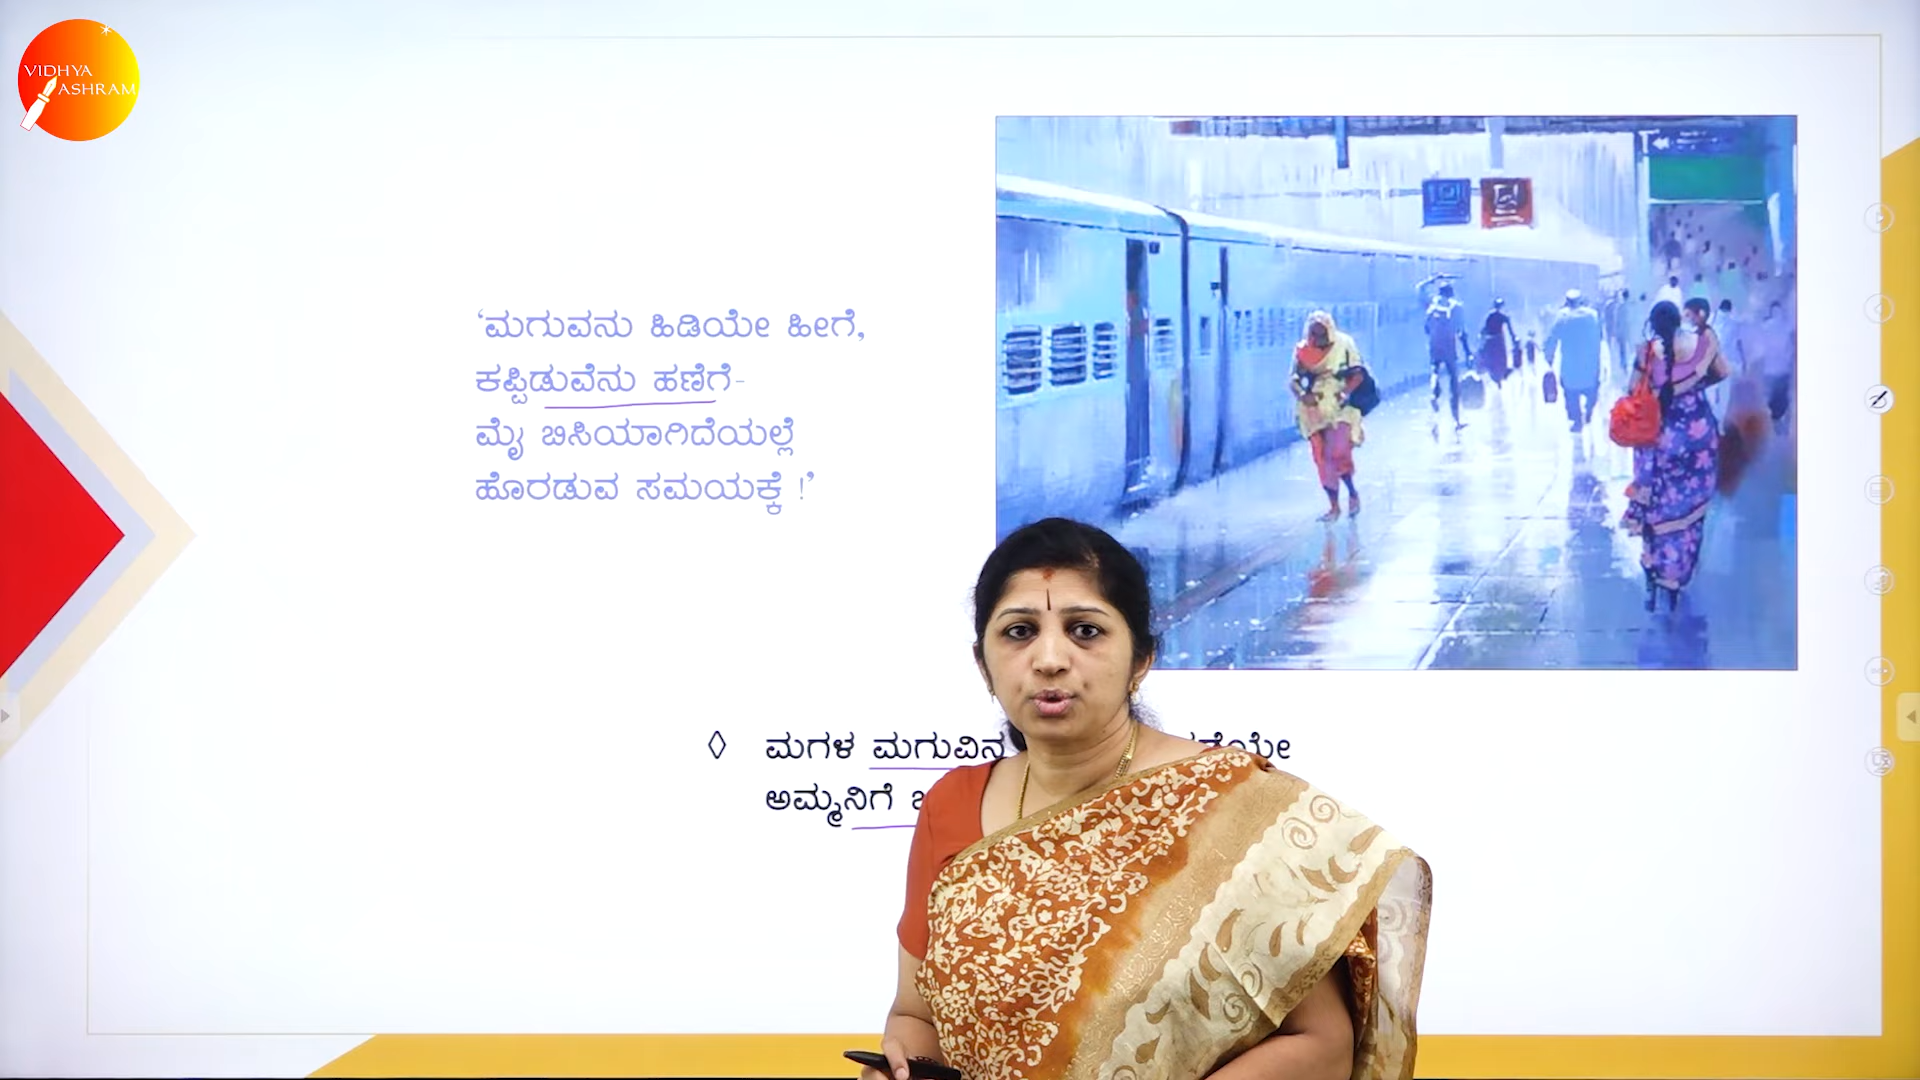 VIDHYA
ASHRAM
‘ಮಗುವನು ಹಿಡಿಯೇ ಹೀಗೆ,
ಕಪ್ಪಿಡುವೆನು ಹಣೆಗೆ-
ಮೈ ಬಿಸಿಯಾಗಿದೆಯಲ್ಲೆ
ಹೊರಡುವ ಸಮಯಕ್ಕೆ !’
◊ ಮಗಳ ಮಗುವಿನ
ಅಮ್ಮನಿಗೆ